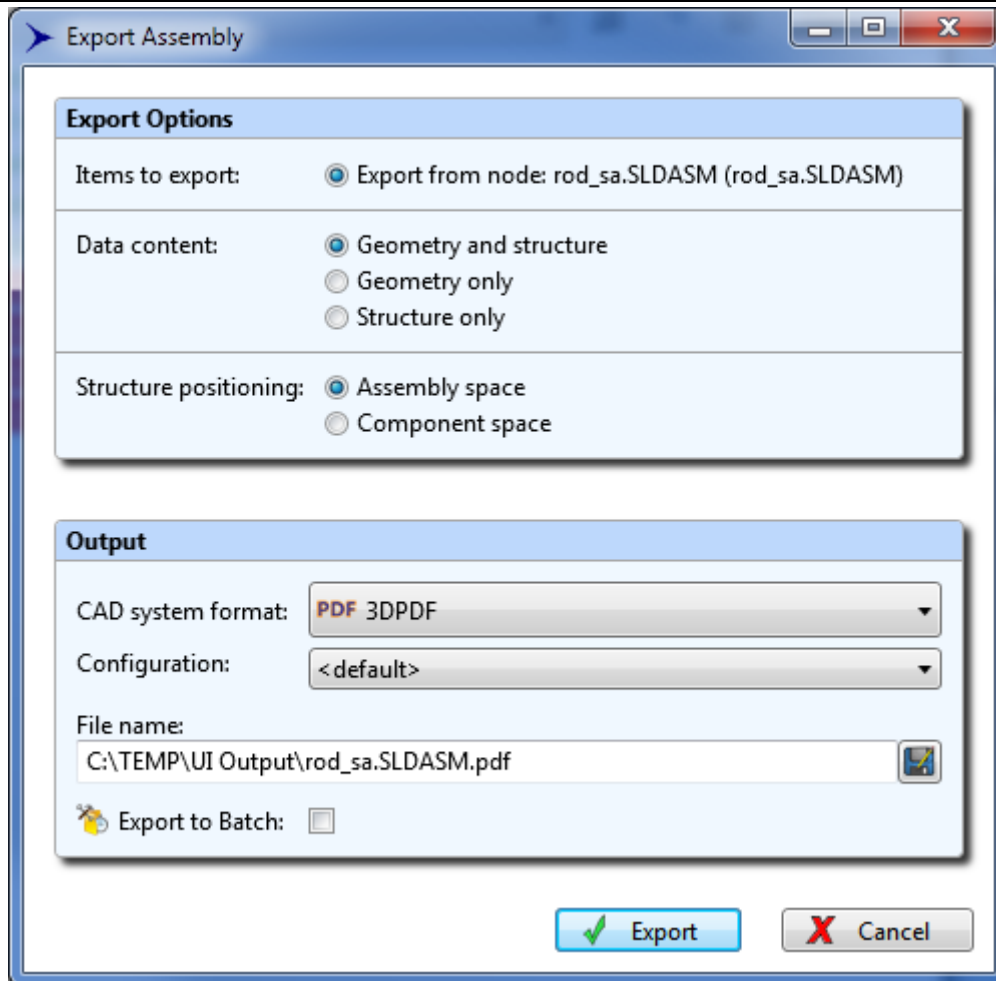 Export Assembly
Export Options
Items to export: Export from node: rod_sa.SLDASM (rod_sa.SLDASM)
Data content: Geometry and structure
Geometry only
Structure only
Structure positioning: Assembly space
Component space
Output
CAD system format: PDF 3DPDF
Configuration: <default>
File name:
C:\TEMP\UI Output\rod_sa.SLDASM.pdf
Export to Batch:
Export Cancel